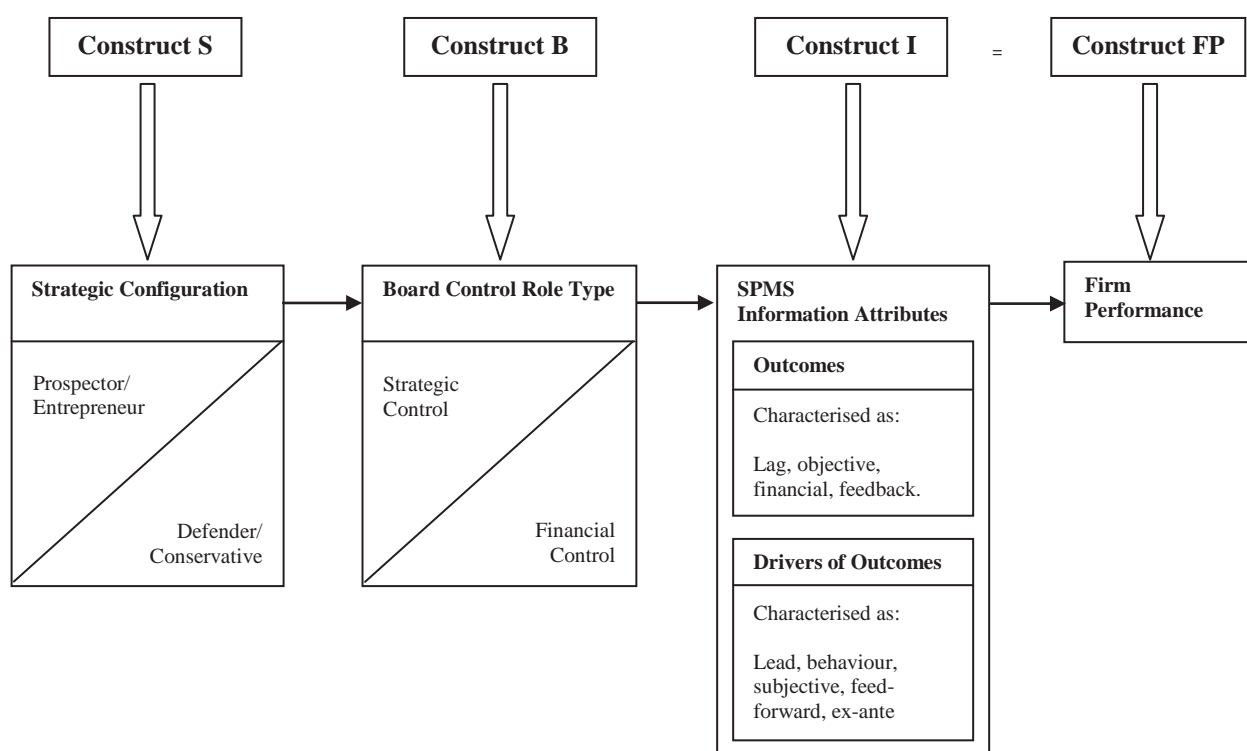 Construct S
Construct B
Construct I
=
Construct FP
Strategic Configuration
Prospector/
Entrepreneur
Defender/
Conservative
Board Control Role Type
Strategic
Control
Financial
Control
SPMS
Information Attributes
Outcomes
Characterised as:
Lag, objective,
financial, feedback.
Drivers of Outcomes
Characterised as:
Lead, behaviour,
subjective, feed-
forward, ex-ante
Firm
Performance